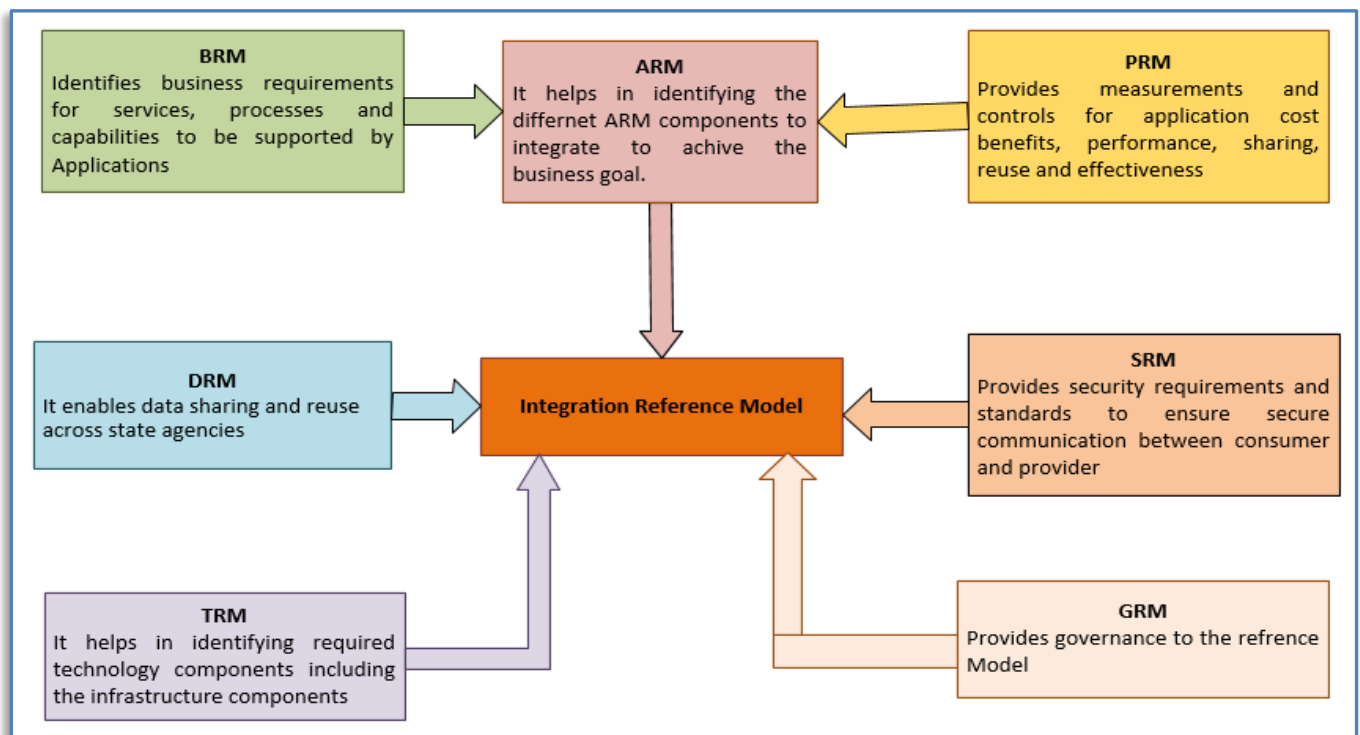 BRM
Identifies business requirements
for services, processes and
capabilities to be supported by
Applications
ARM
It helps in identifying the
differnet ARM components to
integrate to achive the
business goal.
PRM
Provides measurements and
controls for application cost
benefits, performance, sharing,
reuse and effectiveness
DRM
It enables data sharing and reuse
across state agencies
Integration Reference Model
SRM
Provides security requirements and
standards to ensure secure
communication between consumer
and provider
TRM
It helps in identifying required
technology components including
the infrastructure components
GRM
Provides governance to the refrence
Model